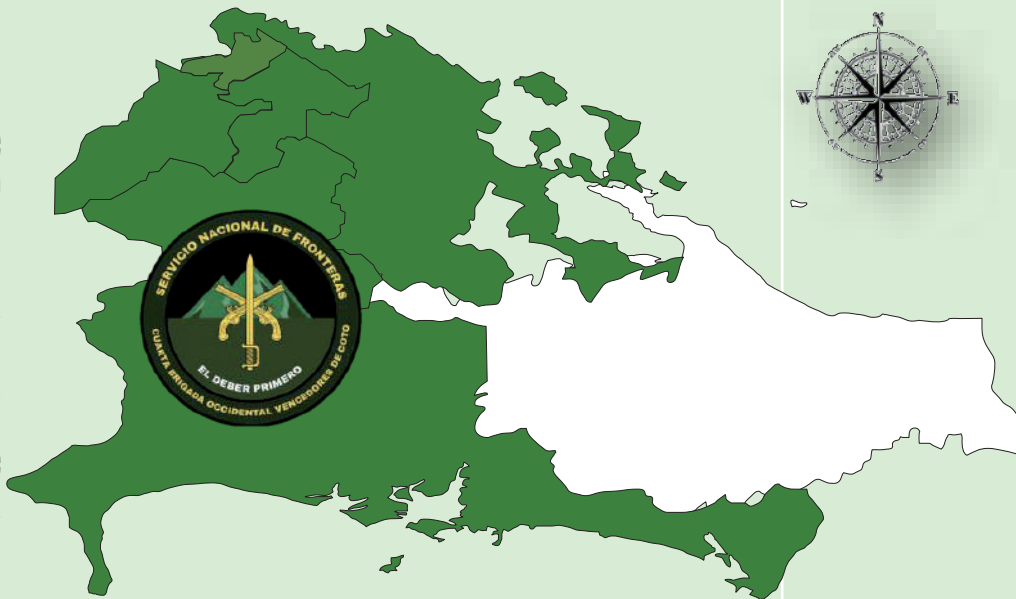 N
W E
S
SERVICIO NACIONAL DE FRONTERAS
EL DEBER PRIMERO
CUARTA BRIGADA OCCIDENTAL VENCEDORES DE COTO